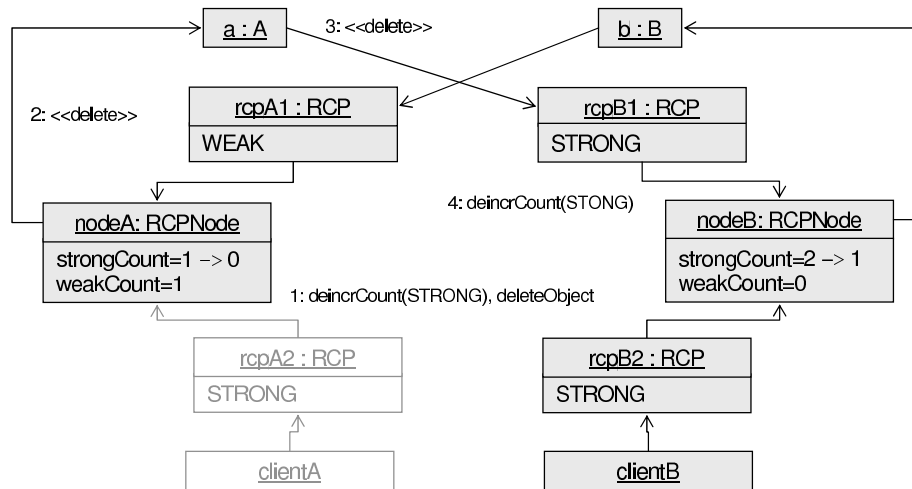 a : A
3: <<delete>>
b : B
2: <<delete>>
rcpA1 : RCP
WEAK
rcpB1 : RCP
STRONG
4: deincrCount(STONG)
nodeA: RCPNode
strongCount=1 -> 0
weakCount=1
nodeB: RCPNode
strongCount=2 -> 1
weakCount=0
1: deincrCount(STRONG), deleteObject
rcpA2 : RCP
STRONG
rcpB2 : RCP
STRONG
clientA
clientB